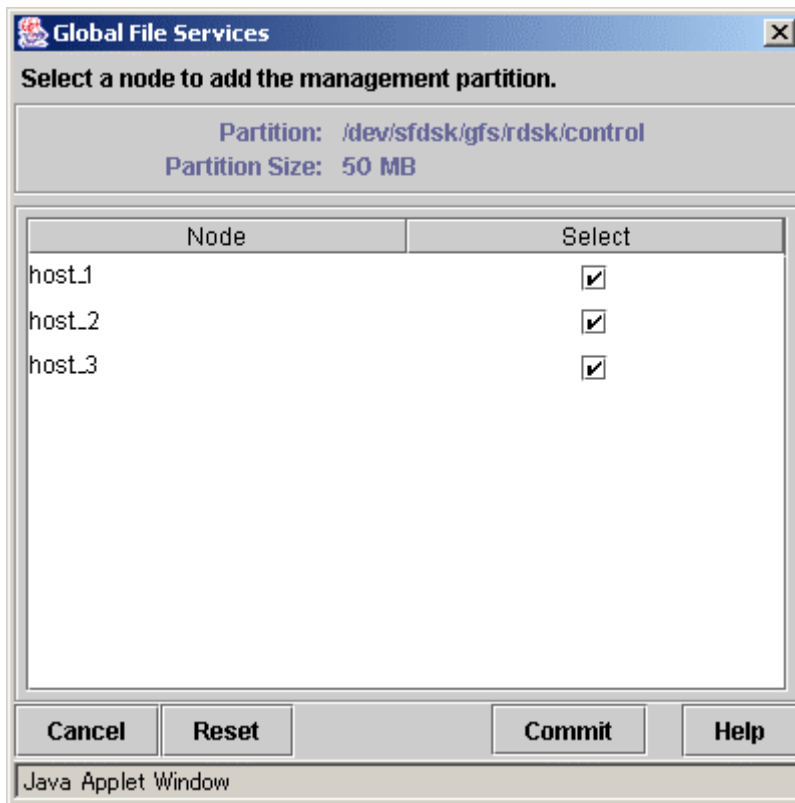 Global File Services
Select a node to add the management partition.
Partition: /dev/sfdsk/gfs/rdsk/control
Partition Size: 50 MB
Node Select
host_1
host_2
host_3
Cancel Reset Commit Help
Java Applet Window